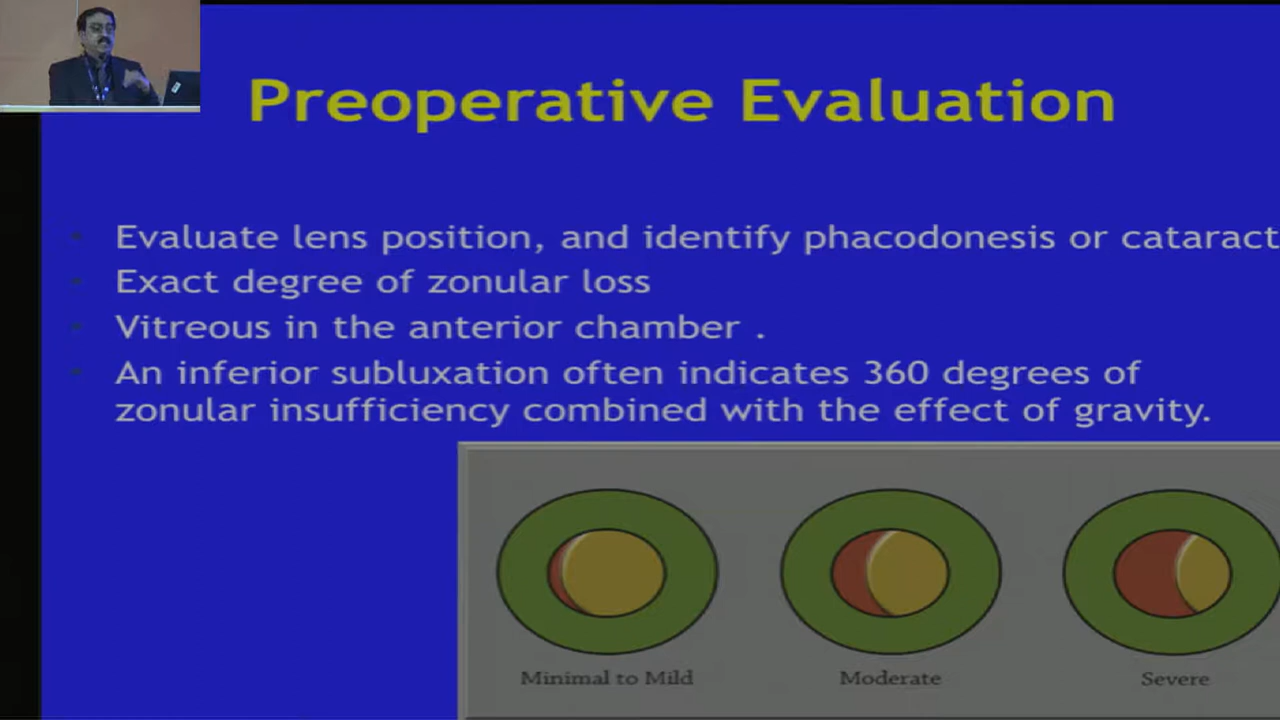 Preoperative Evaluation
Evaluate lens position, and identify phacodonesis or cataract
Exact degree of zonular loss
Vitreous in the anterior chamber .
An inferior subluxation often indicates 360 degrees of
zonular insufficiency combined with the effect of gravity.
Minimal to Mild
Moderate
Severe